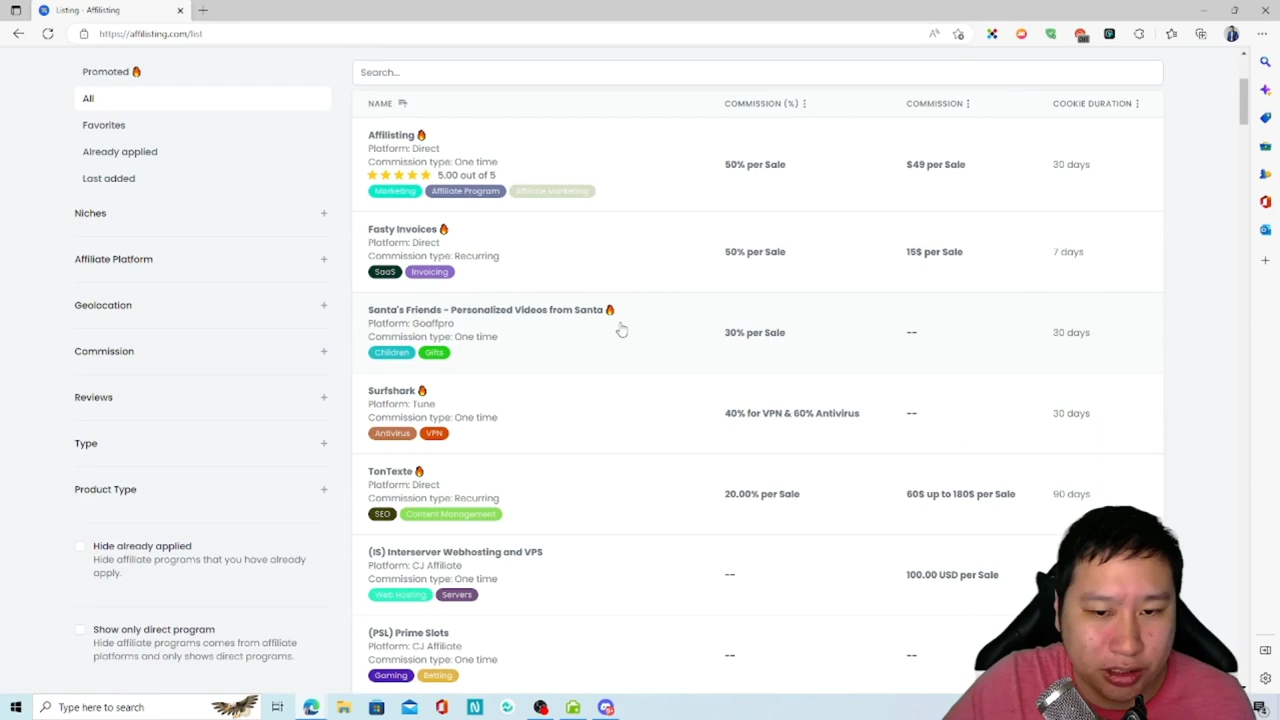 Listing - Affilisting
https://affilisting.com/list
Promoted
All
Favorites
Already applied
Last added
Niches
Affiliate Platform
Geolocation
Commission
Reviews
Type
Product Type
Hide already applied
Hide affiliate programs that you have already
apply.
Show only direct program
Hide affiliate programs comes from affiliate
platforms and only shows direct programs.
Search...
NAME COMMISSION (%) COMMISSION COOKIE DURATION
Affilisting
Platform: Direct
Commission type: One time
50% per Sale $49 per Sale 30 days
5.00 out of 5
Marketing Affiliate Program Affiliate Marketing
Fasty Invoices
Platform: Direct
Commission type: Recurring
50% per Sale 15$ per Sale 7 days
SaaS Invoicing
Santa's Friends - Personalized Videos from Santa
Platform: Goaffpro
Commission type: One time
30% per Sale -- 30 days
Children Gifts
Surfshark
Platform: Tune
Commission type: One time
40% for VPN & 60% Antivirus -- 30 days
Antivirus VPN
TonTexte
Platform: Direct
Commission type: Recurring
20.00% per Sale 60$ up to 180$ per Sale 90 days
SEO Content Management
(IS) Interserver Webhosting and VPS
Platform: CJ Affiliate
Commission type: One time
-- 100.00 USD per Sale
Web Hosting Servers
(PSL) Prime Slots
Platform: CJ Affiliate
Commission type: One time
-- --
Gaming Betting
Type here to search